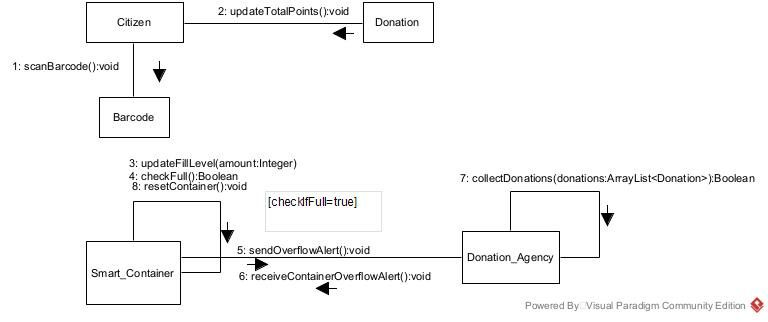 2: updateTotalPoints():void
Citizen
Donation
1: scanBarcode():void
Barcode
3: updateFillLevel(amount:Integer)
4: checkFull():Boolean
8: resetContainer():void
7: collectDonations(donations:ArrayList<Donation>):Boolean
[checkIfFull=true]
5: sendOverflowAlert():void
Smart_Container
Donation_Agency
6: receiveContainerOverflowAlert():void
Powered By Visual Paradigm Community Edition